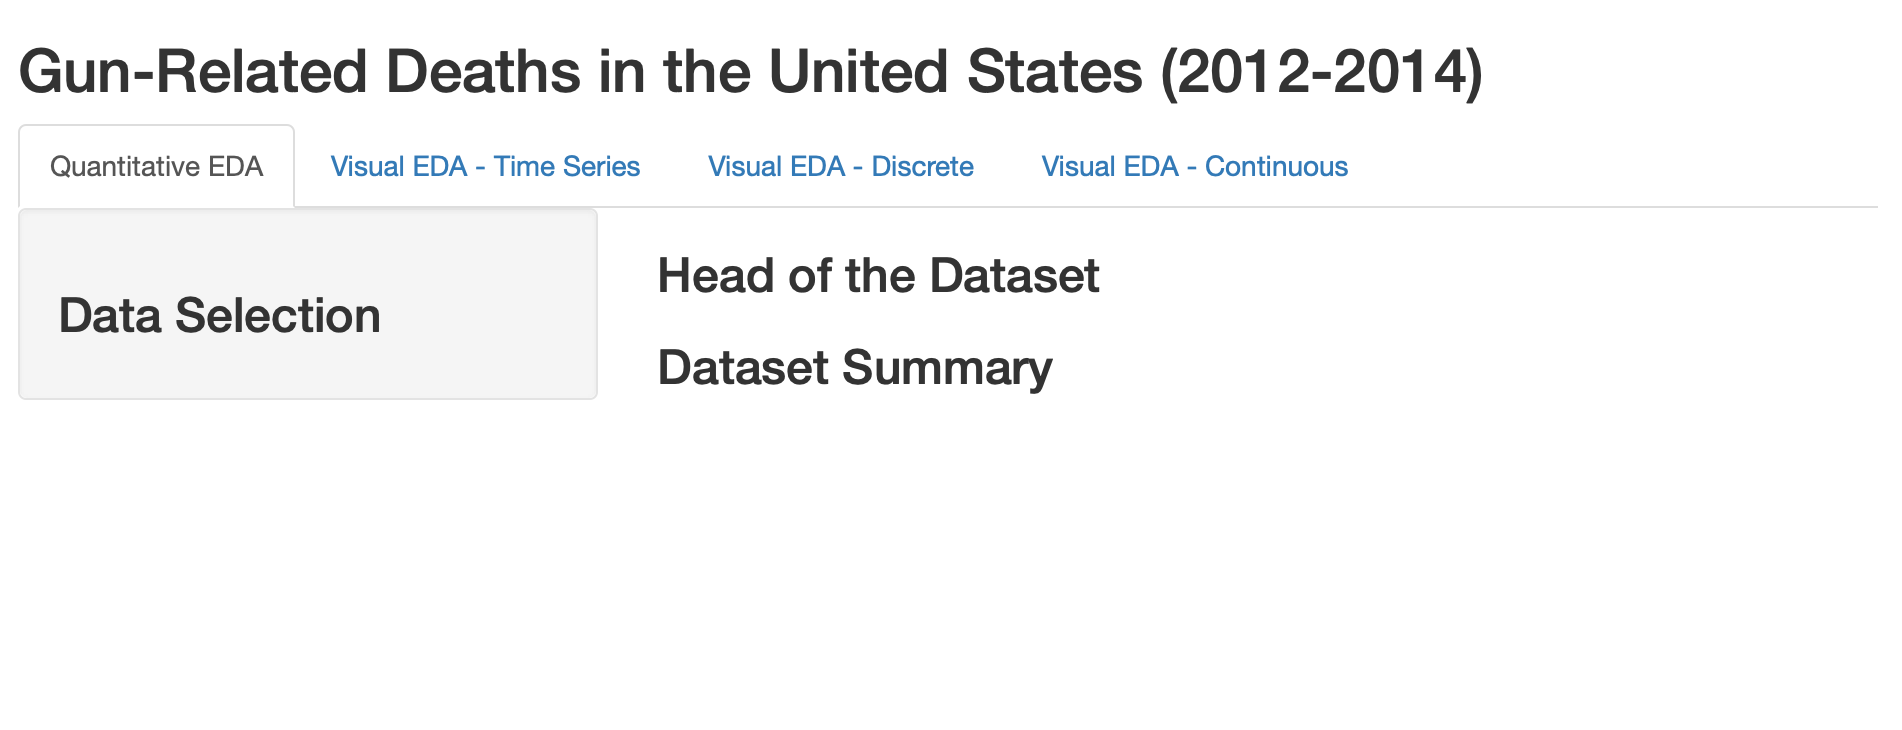 Gun-Related Deaths in the United States (2012-2014)
Quantitative EDA
Visual EDA - Time Series
Visual EDA - Discrete
Visual EDA - Continuous
Data Selection
Head of the Dataset
Dataset Summary